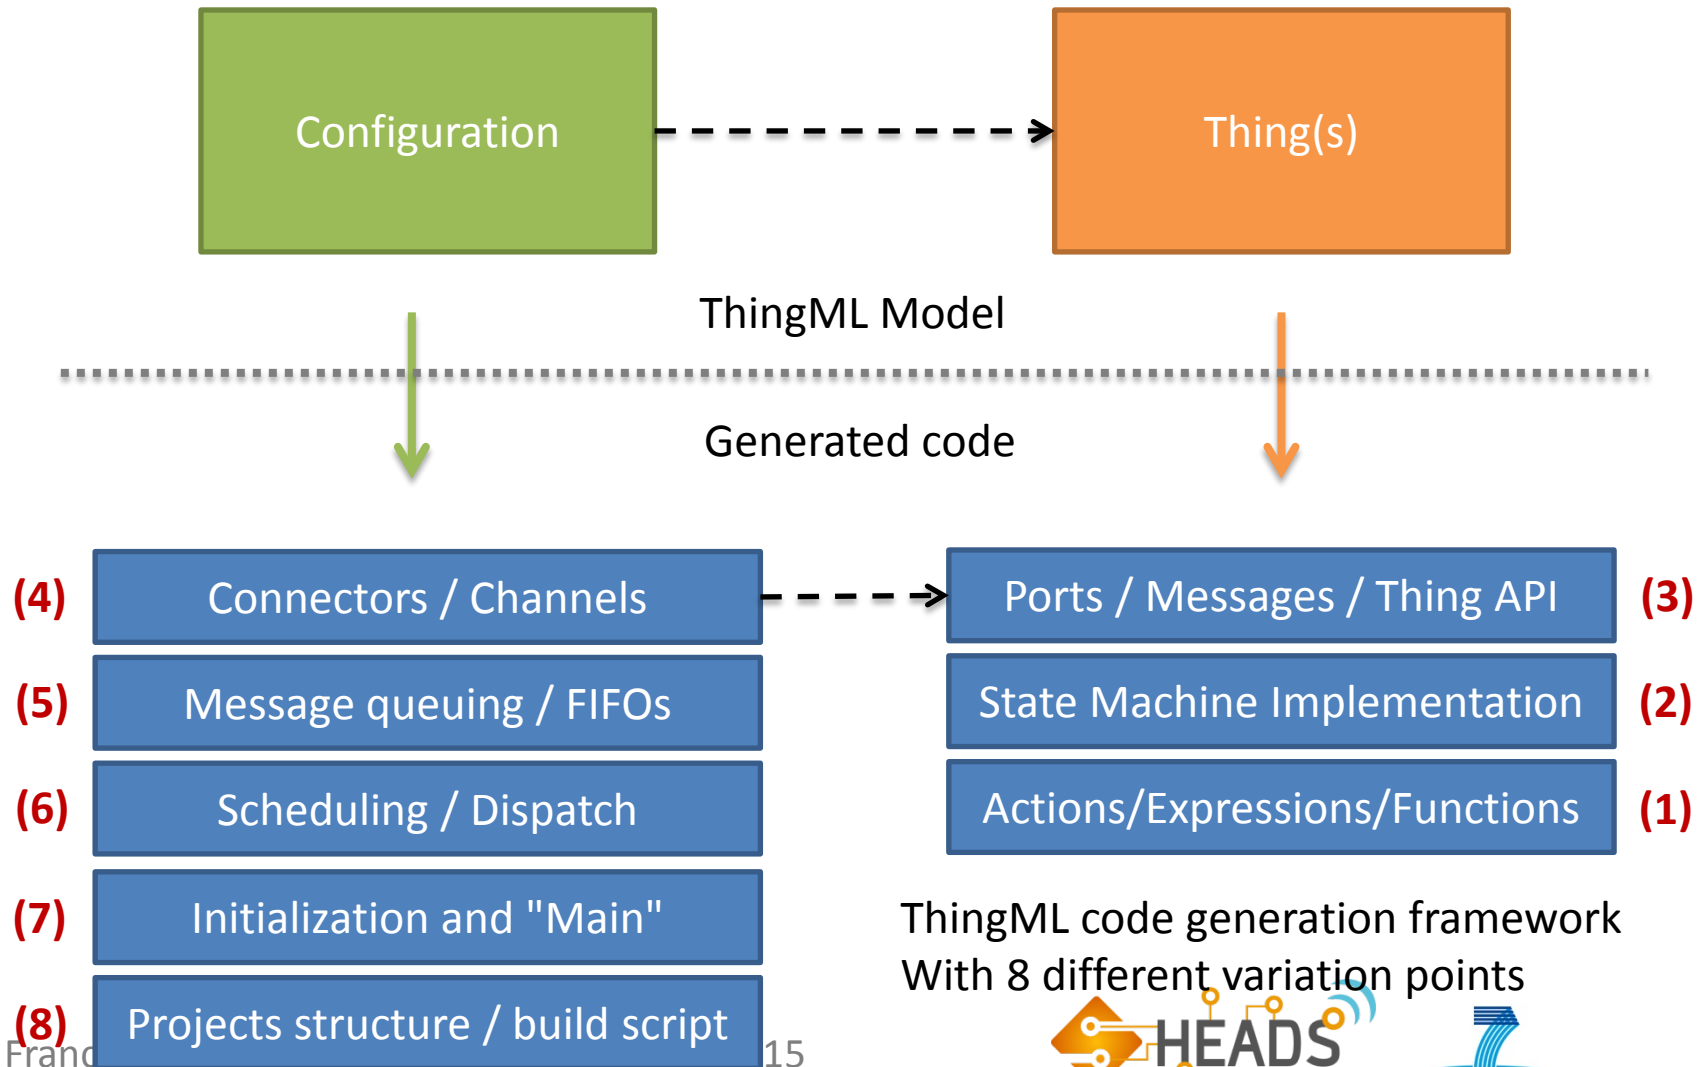 Configuration
Thing(s)
ThingML Model
Generated code
(4) Connectors / Channels
Ports / Messages / Thing API (3)
(5) Message queuing / FIFOs
State Machine Implementation (2)
(6) Scheduling / Dispatch
Actions/Expressions/Functions (1)
(7) Initialization and "Main"
ThingML code generation framework
With 8 different variation points
(8) Projects structure / build script
15
HEADS